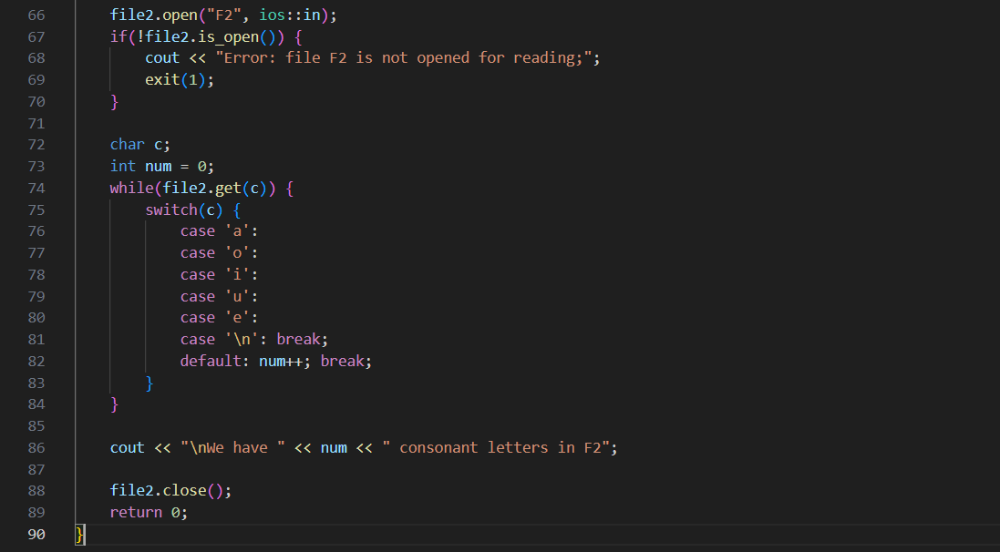 66 file2.open("F2", ios::in);
67 if(!file2.is_open()) {
68 cout << "Error: file F2 is not opened for reading;";
69 exit(1);
70 }
71
72 char c;
73 int num = 0;
74 while(file2.get(c)) {
75 switch(c) {
76 case 'a':
77 case 'o':
78 case 'i':
79 case 'u':
80 case 'e':
81 case '\n': break;
82 default: num++; break;
83 }
84 }
85
86 cout << "\nWe have " << num << " consonant letters in F2";
87
88 file2.close();
89 return 0;
90 }